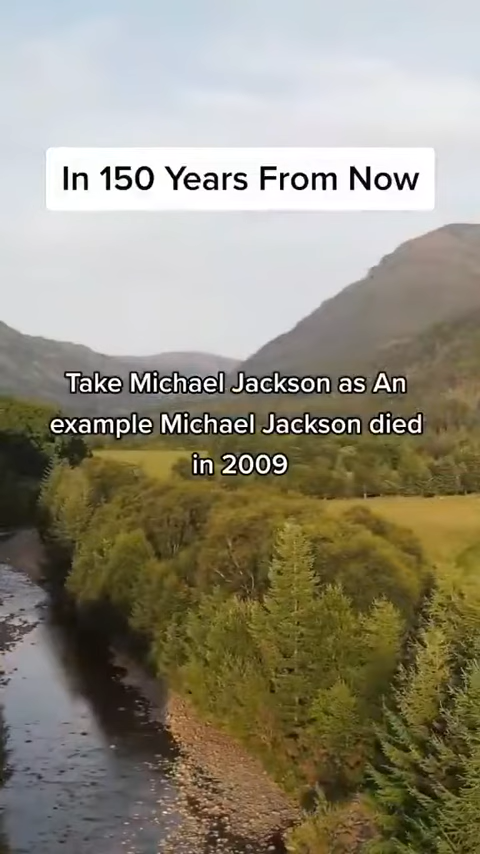 In 150 Years From Now
Take Michael Jackson as An
example Michael Jackson died
in 2009